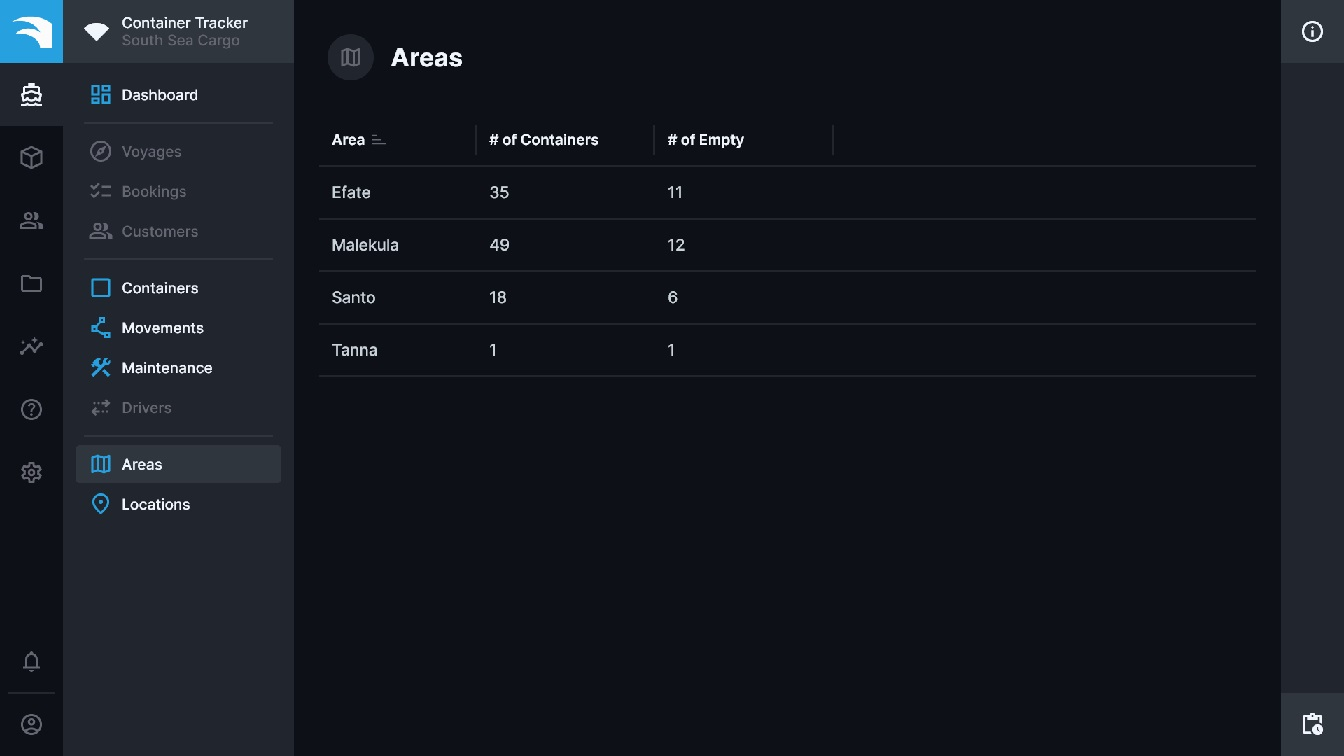 Container Tracker
South Sea Cargo
Dashboard
Voyages
Bookings
Customers
Containers
Movements
Maintenance
Drivers
Areas
Locations
Areas
Area # of Containers # of Empty
Efate 35 11
Malekula 49 12
Santo 18 6
Tanna 1 1